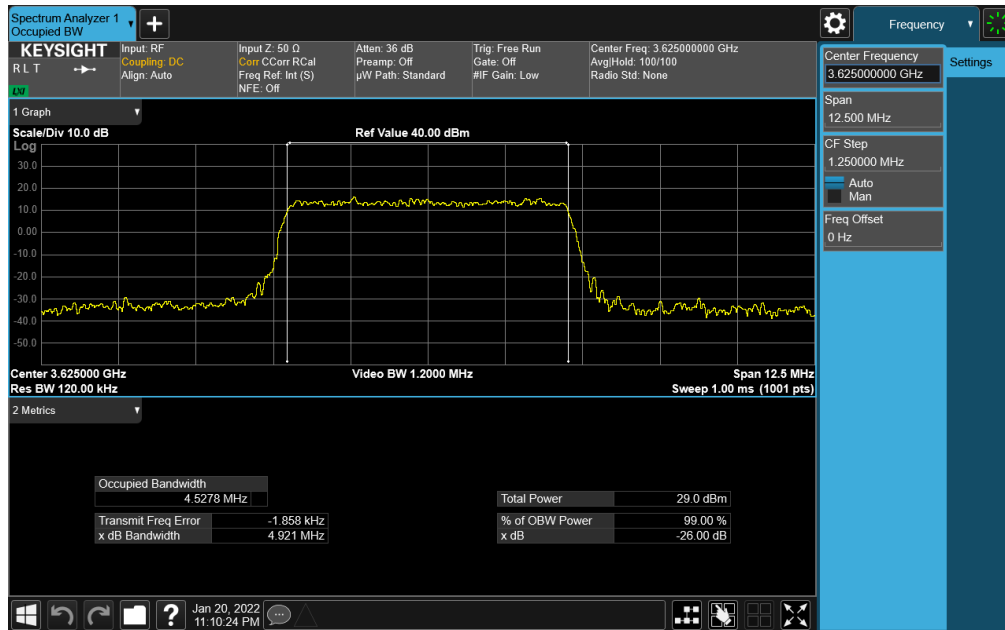 Spectrum Analyzer 1
Occupied BW
Frequency
KEYSIGHT
RLT
LXI
Input: RF
Coupling: DC
Align: Auto
Input Z: 50 Ω
Corr CCorr RCal
Freq Ref: Int (S)
NFE: Off
Atten: 36 dB
Preamp: Off
µW Path: Standard
Trig: Free Run
Gate: Off
#IF Gain: Low
Center Freq: 3.625000000 GHz
Avg|Hold: 100/100
Radio Std: None
Center Frequency
3.625000000 GHz
Settings
Span
12.500 MHz
CF Step
1.250000 MHz
Auto
Man
Freq Offset
0 Hz
1 Graph
Scale/Div 10.0 dB
Ref Value 40.00 dBm
Log
30.0
20.0
10.0
0.00
-10.0
-20.0
-30.0
-40.0
-50.0
Center 3.625000 GHz
Video BW 1.2000 MHz
Span 12.5 MHz
Res BW 120.00 kHz
Sweep 1.00 ms (1001 pts)
2 Metrics
Occupied Bandwidth
4.5278 MHz
Total Power 29.0 dBm
Transmit Freq Error -1.858 kHz
% of OBW Power 99.00 %
x dB Bandwidth 4.921 MHz
x dB -26.00 dB
?
Jan 20, 2022
11:10:24 PM